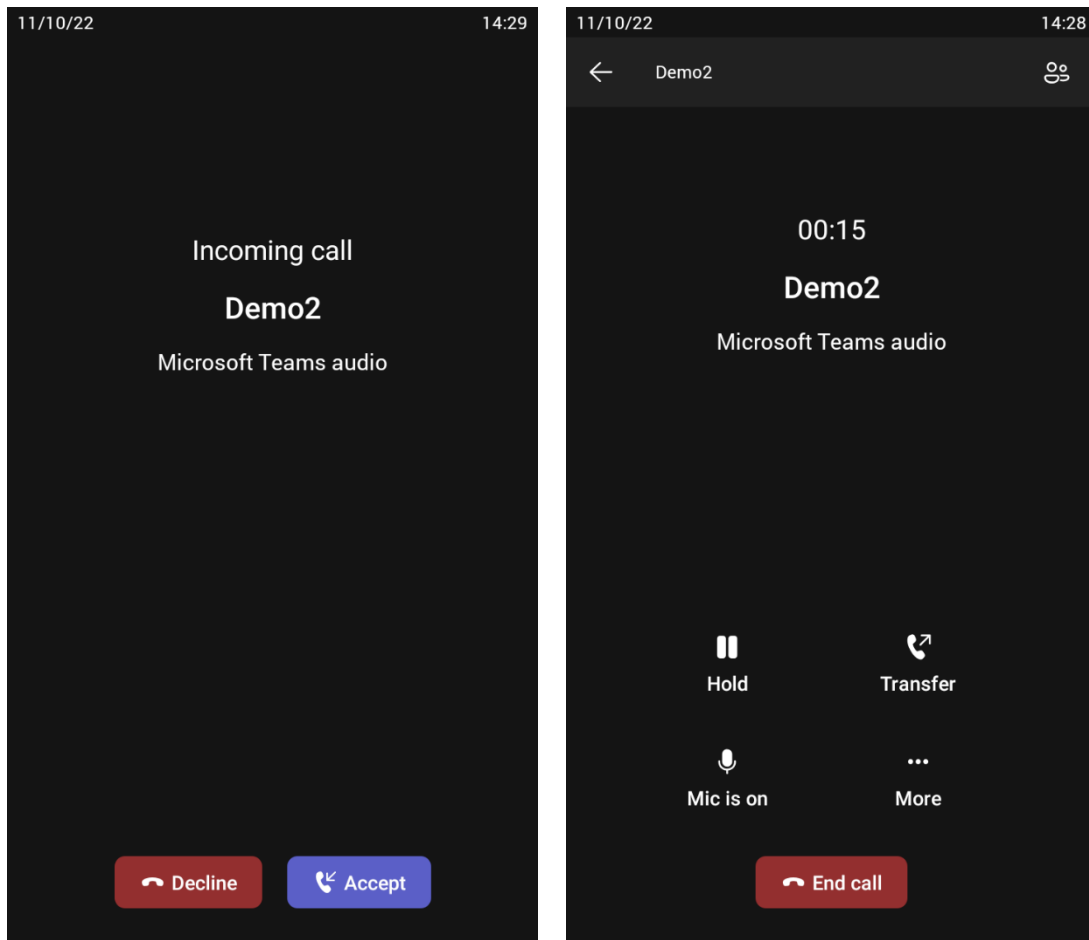 11/10/22 14:29
Incoming call
Demo2
Microsoft Teams audio
Decline Accept
11/10/22 14:28
Demo2
00:15
Demo2
Microsoft Teams audio
Hold Transfer
Mic is on More
End call